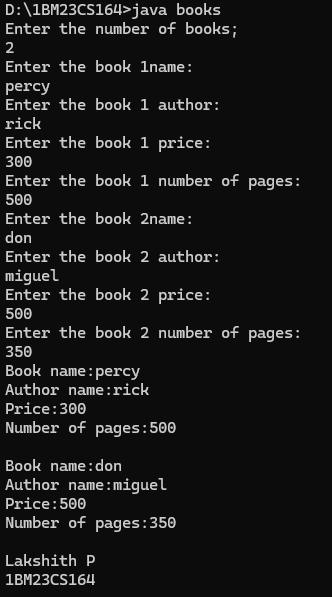 D:\1BM23CS164>java books
Enter the number of books;
2
Enter the book 1name:
percy
Enter the book 1 author:
rick
Enter the book 1 price:
300
Enter the book 1 number of pages:
500
Enter the book 2name:
don
Enter the book 2 author:
miguel
Enter the book 2 price:
500
Enter the book 2 number of pages:
350
Book name:percy
Author name:rick
Price:300
Number of pages:500

Book name:don
Author name:miguel
Price:500
Number of pages:350

Lakshith P
1BM23CS164